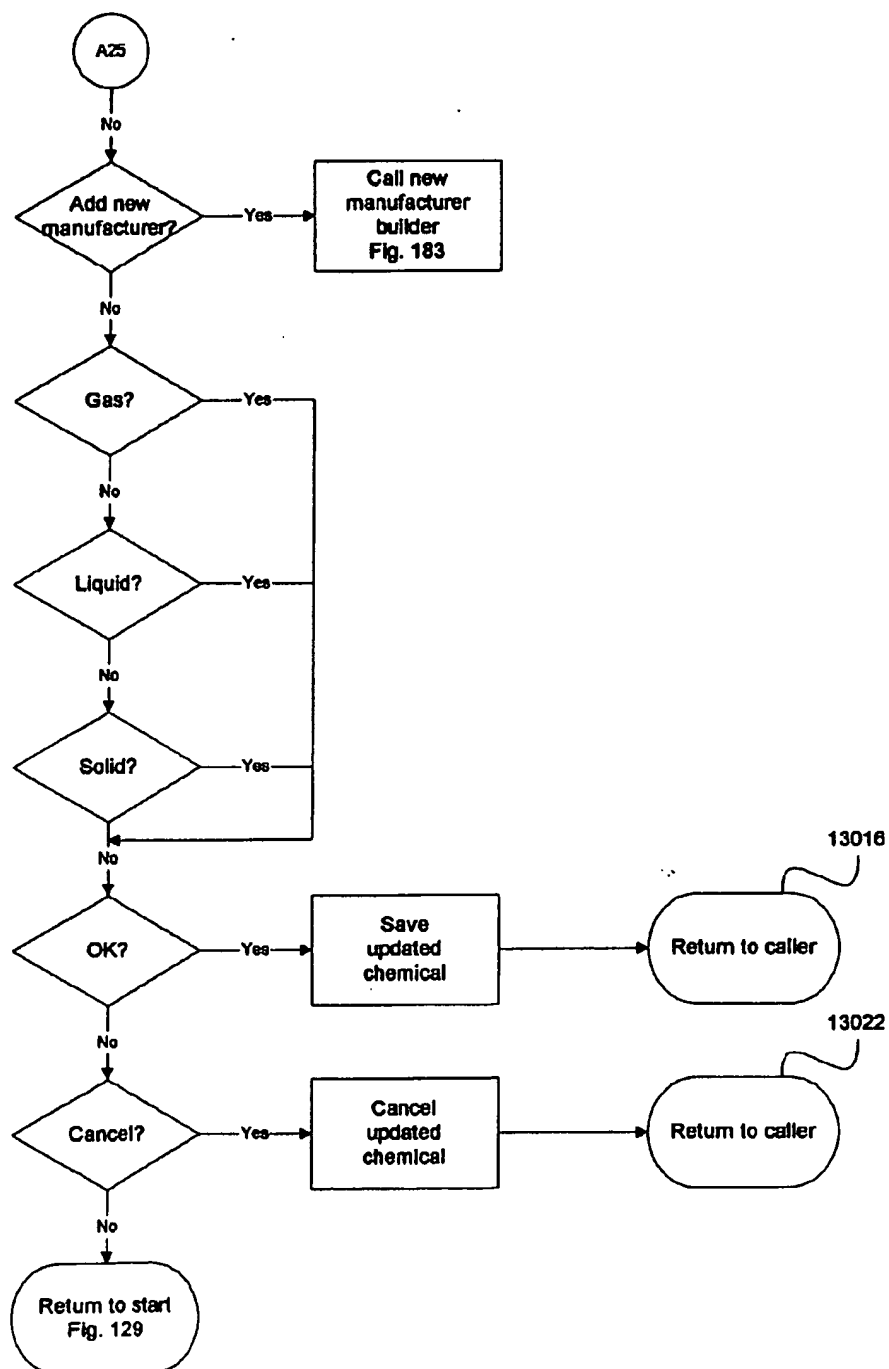 A25
No
Add new
manufacturer?
Yes
Call new
manufacturer
builder
Fig. 183
No
Gas?
Yes
No
Liquid?
Yes
No
Solid?
Yes
No
13016
OK?
Yes
Save
updated
chemical
Return to caller
No
13022
Cancel?
Yes
Cancel
updated
chemical
Return to caller
No
Return to start
Fig. 129